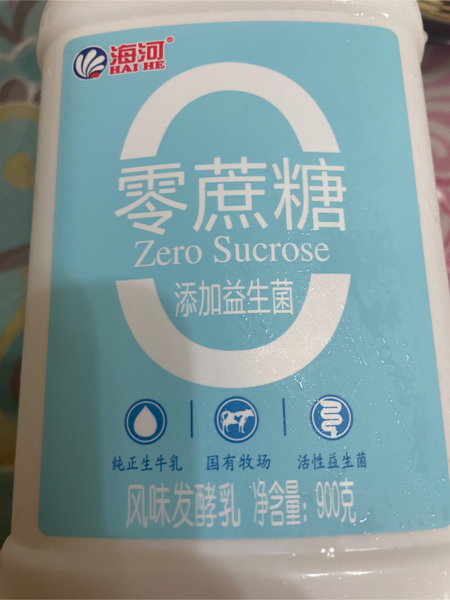 海河®
HAI HE
零蔗糖
Zero Sucrose
添加益生菌
纯正生牛乳 国有牧场 活性益生菌
风味发酵乳 净含量：900克